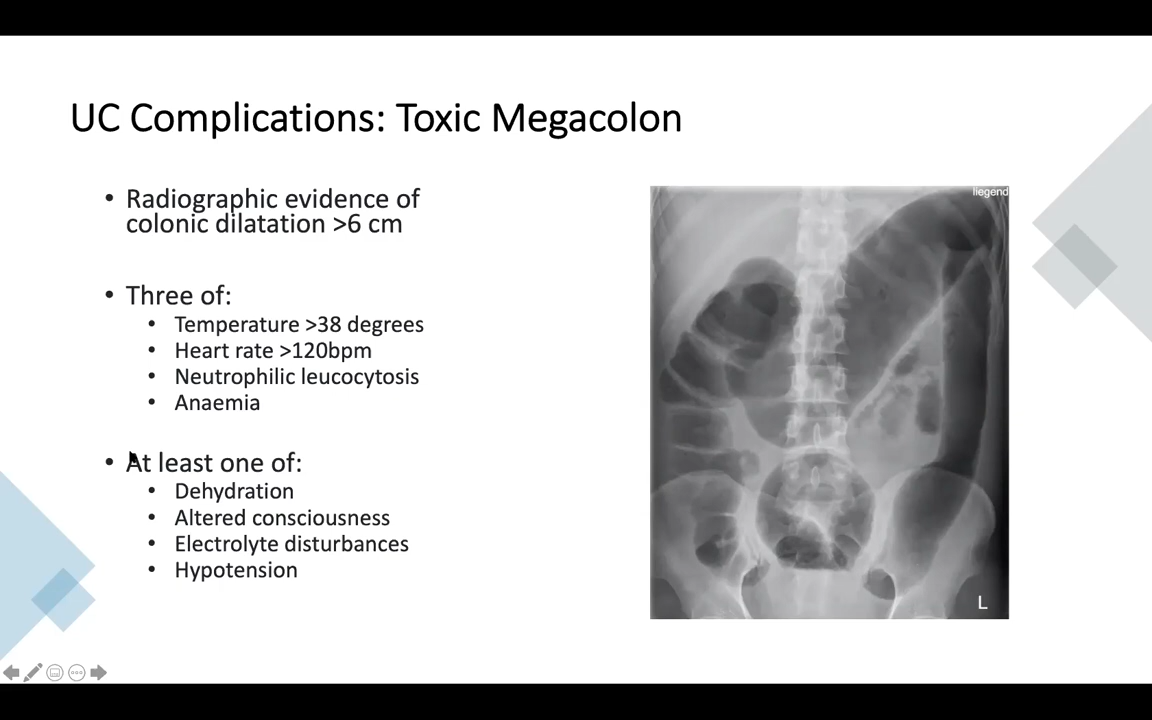 UC Complications: Toxic Megacolon
• Radiographic evidence of
colonic dilatation >6 cm
• Three of:
• Temperature >38 degrees
• Heart rate >120bpm
• Neutrophilic leucocytosis
• Anaemia
• At least one of:
• Dehydration
• Altered consciousness
• Electrolyte disturbances
• Hypotension
liegend
L